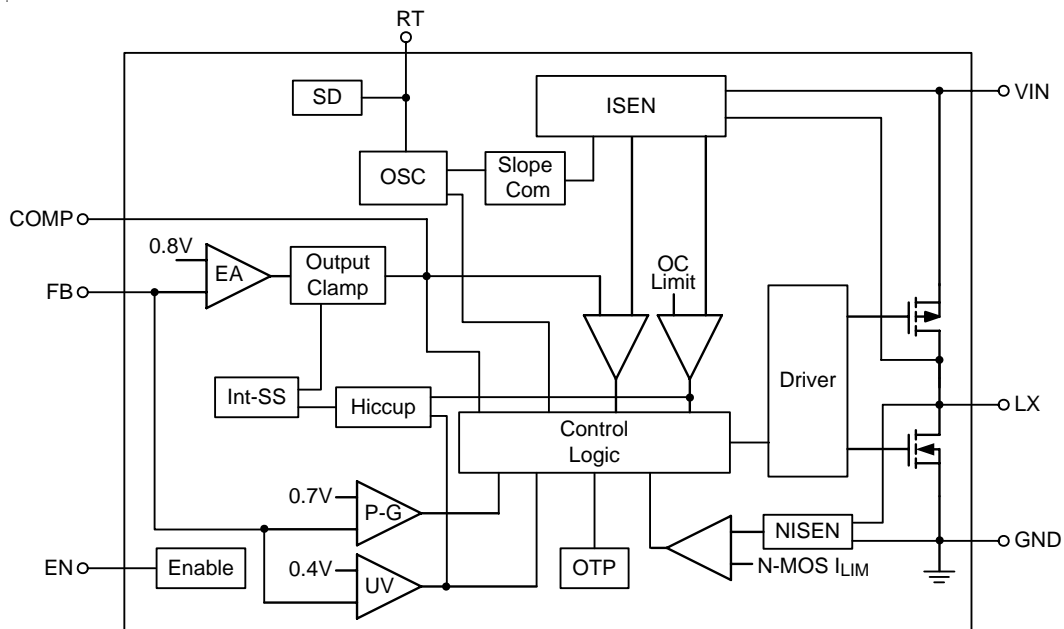 RT
SD
ISEN
VIN
OSC
Slope
Com
COMP
0.8V
EA
Output
Clamp
OC
Limit
FB
Driver
Int-SS
Hiccup
LX
Control
Logic
0.7V
P-G
NISEN
GND
EN
Enable
0.4V
UV
OTP
N-MOS ILIM